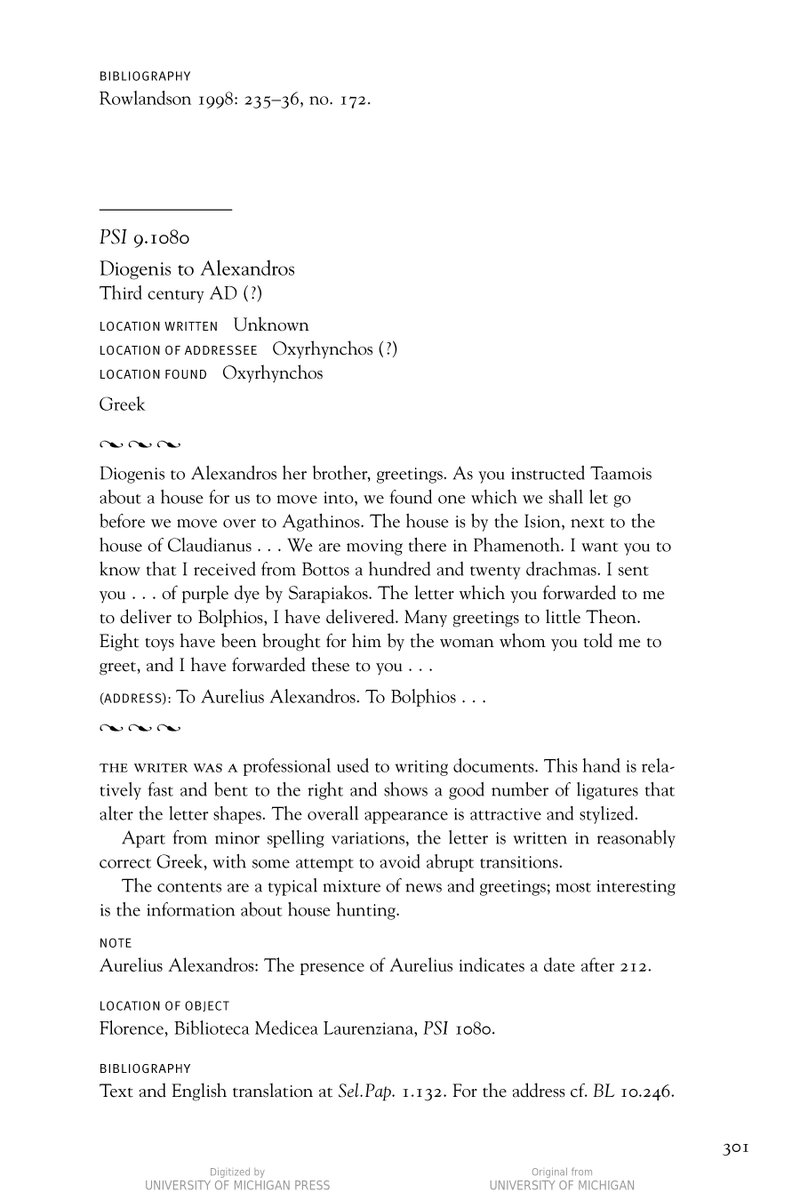 BIBLIOGRAPHY
Rowlandson 1998: 235–36, no. 172.
PSI 9.1080
Diogenis to Alexandros
Third century AD (?)
LOCATION WRITTEN Unknown
LOCATION OF ADDRESSEE Oxyrhynchos (?)
LOCATION FOUND Oxyrhynchos
Greek
Diogenis to Alexandros her brother, greetings. As you instructed Taamois
about a house for us to move into, we found one which we shall let go
before we move over to Agathinos. The house is by the Ision, next to the
house of Claudianus . . . We are moving there in Phamenoth. I want you to
know that I received from Bottos a hundred and twenty drachmas. I sent
you . . . of purple dye by Sarapiakos. The letter which you forwarded to me
to deliver to Bolphios, I have delivered. Many greetings to little Theon.
Eight toys have been brought for him by the woman whom you told me to
greet, and I have forwarded these to you . . .
(ADDRESS): To Aurelius Alexandros. To Bolphios . . .
THE WRITER WAS A professional used to writing documents. This hand is rela-
tively fast and bent to the right and shows a good number of ligatures that
alter the letter shapes. The overall appearance is attractive and stylized.
Apart from minor spelling variations, the letter is written in reasonably
correct Greek, with some attempt to avoid abrupt transitions.
The contents are a typical mixture of news and greetings; most interesting
is the information about house hunting.
NOTE
Aurelius Alexandros: The presence of Aurelius indicates a date after 212.
LOCATION OF OBJECT
Florence, Biblioteca Medicea Laurenziana, PSI 1080.
BIBLIOGRAPHY
Text and English translation at Sel.Pap. 1.132. For the address cf. BL 10.246.
301
Digitized by
UNIVERSITY OF MICHIGAN PRESS
Original from
UNIVERSITY OF MICHIGAN